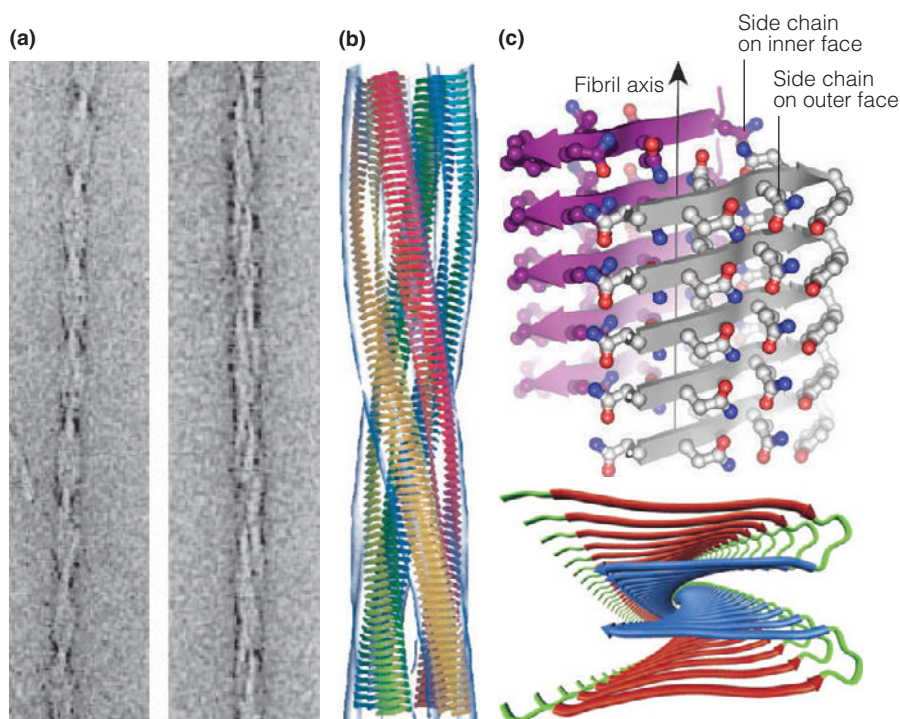 (a)
(b)
(c)
Side chain
on inner face
Fibril axis
Side chain
on outer face